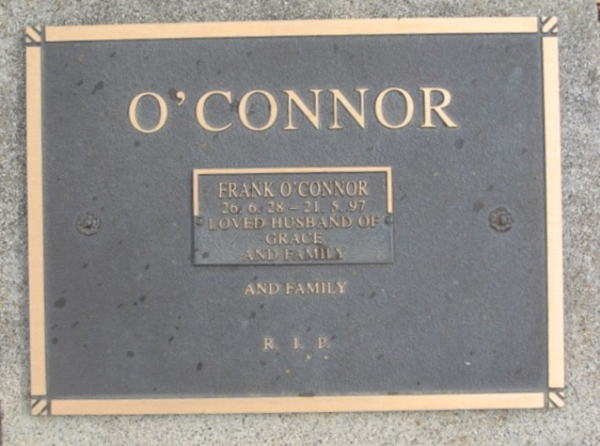 O'CONNOR
FRANK O'CONNOR
26. 6. 28 – 21. 5. 97
LOVED HUSBAND OF
GRACE
AND FAMILY
AND FAMILY
R. I. P.